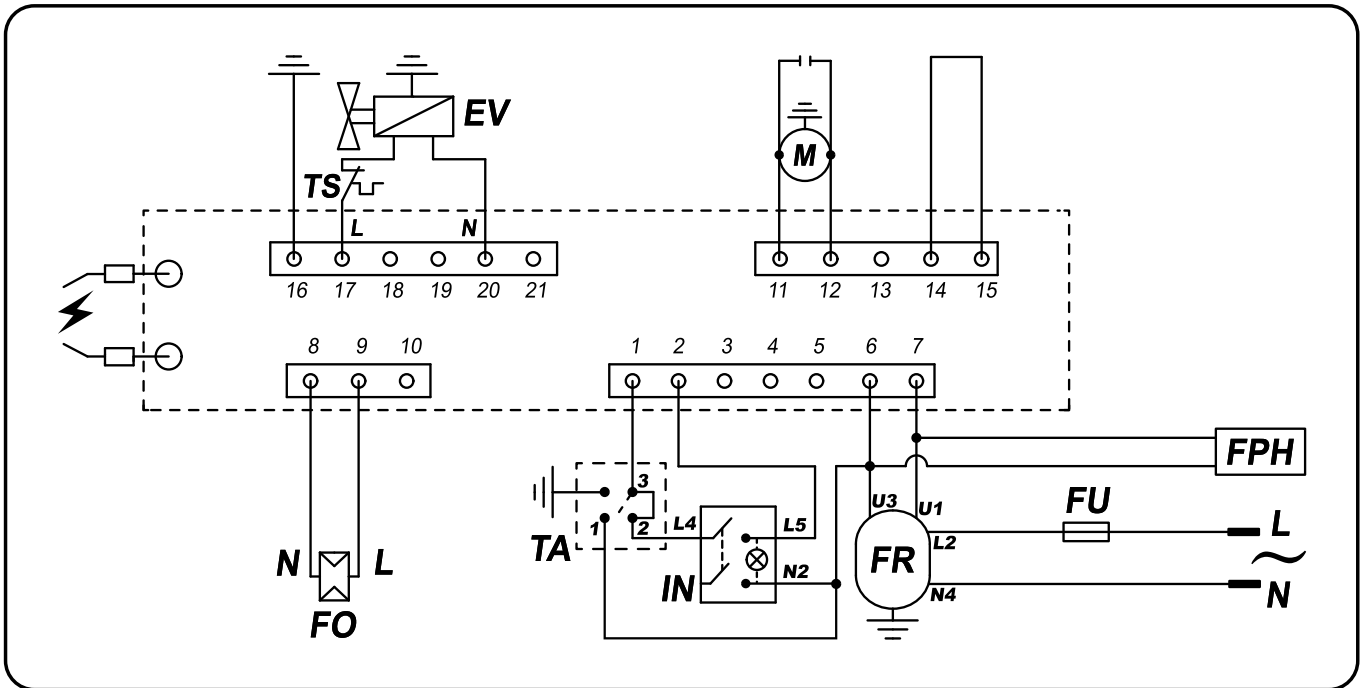 EV
M
TS
L N
16 17 18 19 20 21
11 12 13 14 15
8 9 10
1 2 3 4 5 6 7
FPH
3
U3 U1
FU
L
1 2 L4 L5
TA
L2
N L
FR
IN
N2
N4
N
FO